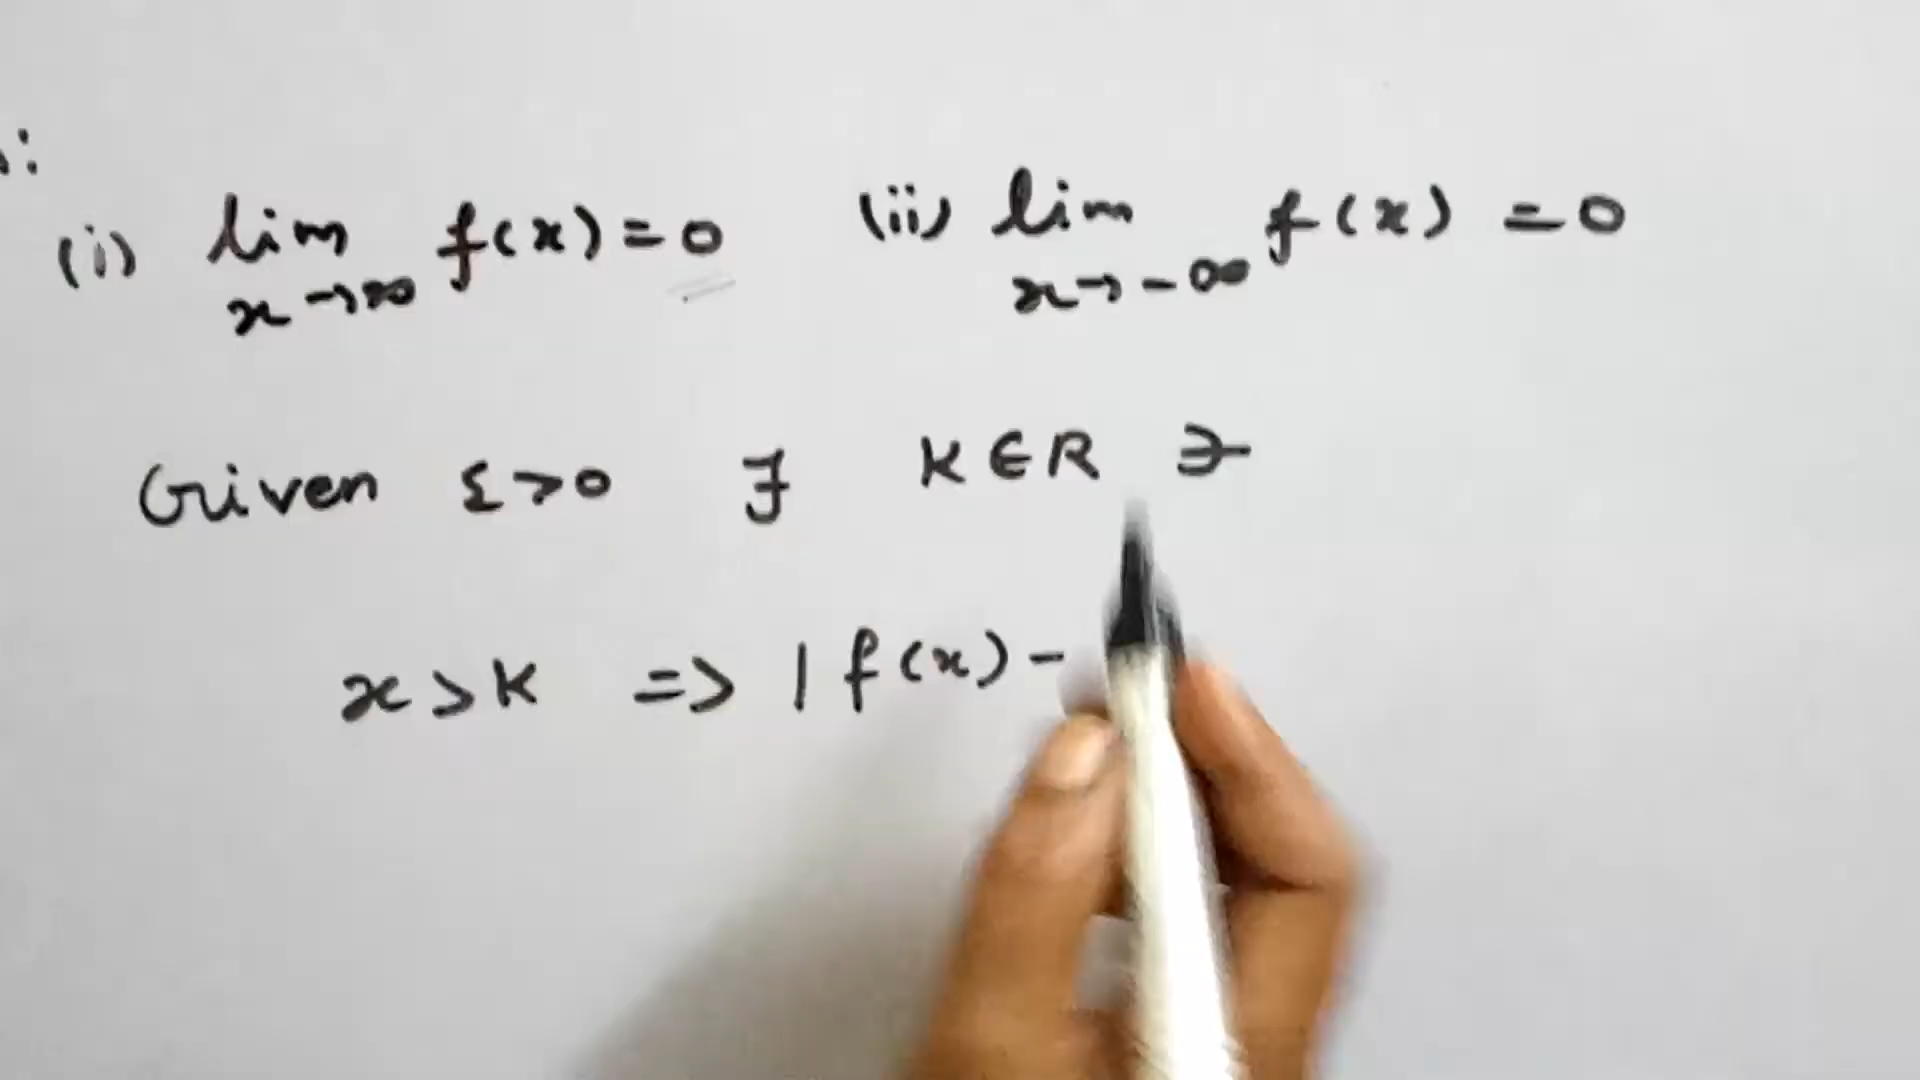 (i) lim f(x)=0 (ii) lim f(x) =0
x→∞ x→-∞
Given ε>0 ∃ K∈R ∋
x>K => |f(x)-